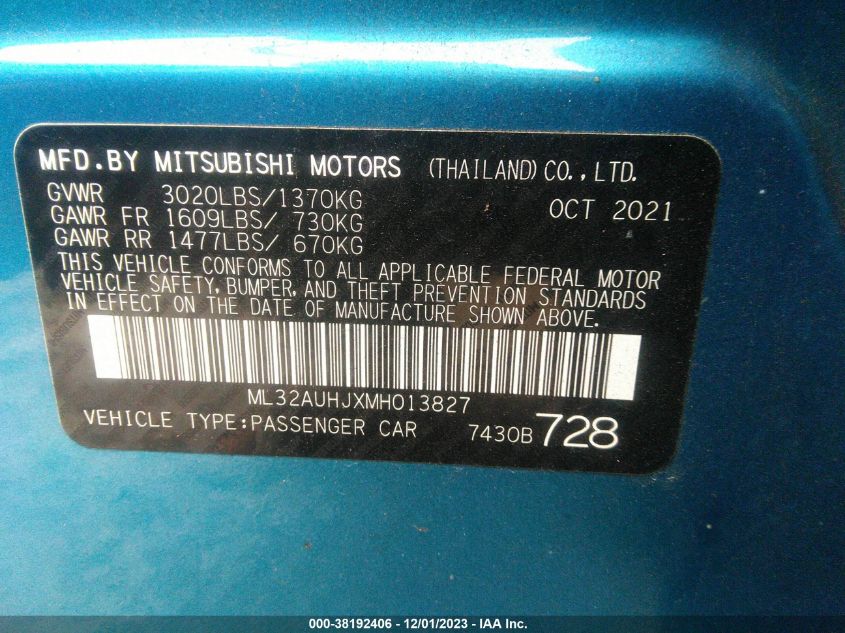 MFD.BY MITSUBISHI MOTORS (THAILAND) CO., LTD.
GVWR 3020LBS/1370KG OCT 2021
GAWR FR 1609LBS/ 730KG
GAWR RR 1477LBS/ 670KG
THIS VEHICLE CONFORMS TO ALL APPLICABLE FEDERAL MOTOR
VEHICLE SAFETY, BUMPER, AND THEFT PREVENTION STANDARDS
IN EFFECT ON THE DATE OF MANUFACTURE SHOWN ABOVE.
ML32AUHJXMH013827
VEHICLE TYPE:PASSENGER CAR 7430B 728
000-38192406 - 12/01/2023 - IAA Inc.